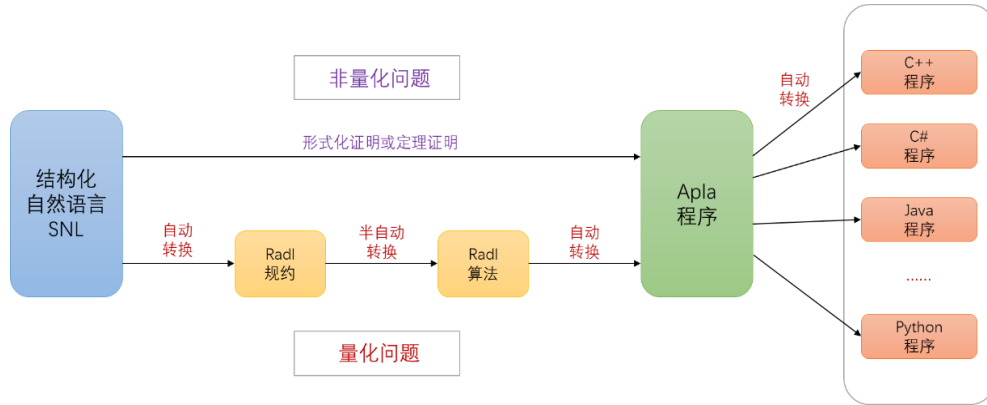 非量化问题
形式化证明或定理证明
结构化
自然语言
SNL
自动
转换
Radl
规约
半自动
转换
Radl
算法
自动
转换
量化问题
Apla
程序
自动
转换
C++
程序
C#
程序
Java
程序
......
Python
程序